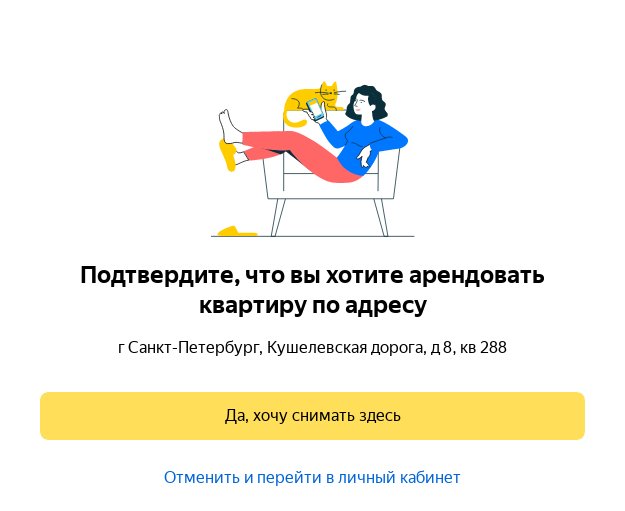 Подтвердите, что вы хотите арендовать
квартиру по адресу
г Санкт-Петербург, Кушелевская дорога, д 8, кв 288
Да, хочу снимать здесь
Отменить и перейти в личный кабинет